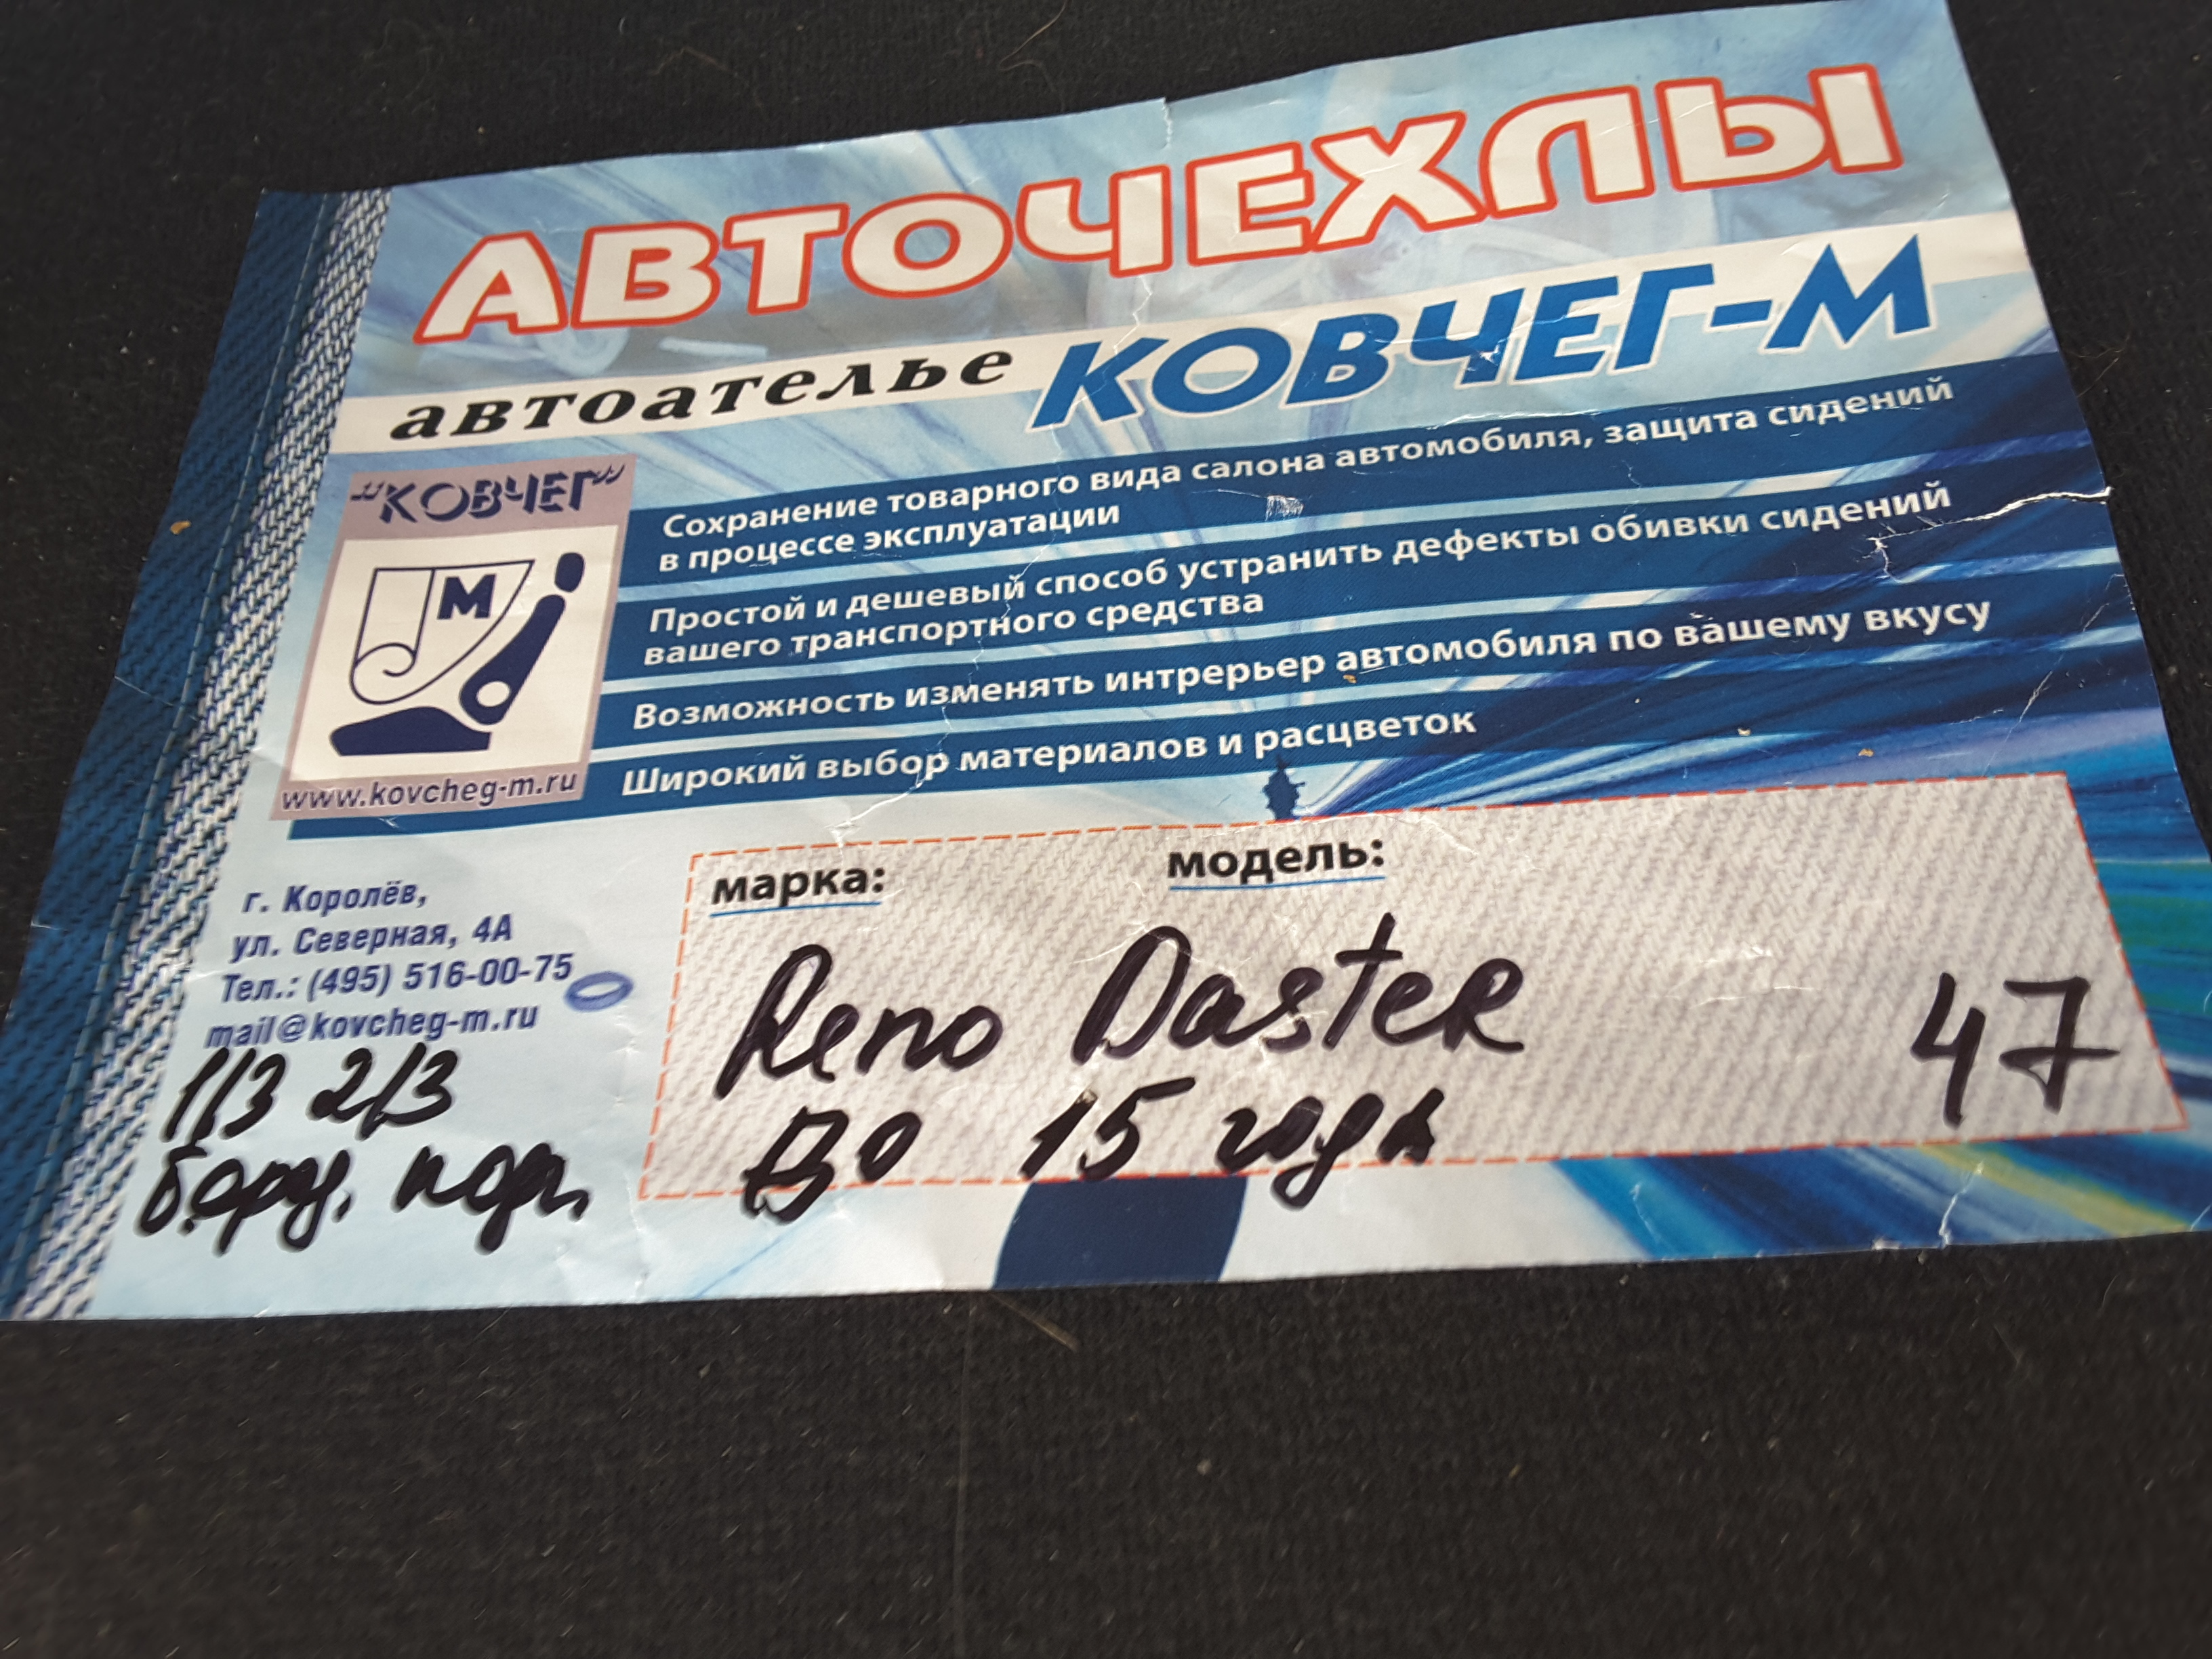 АВТОЧЕХЛЫ
автоателье КОВЧЕГ-М
"КОВЧЕГ"
М
www.kovcheg-m.ru
Сохранение товарного вида салона автомобиля, защита сидений
в процессе эксплуатации
Простой и дешевый способ устранить дефекты обивки сидений
вашего транспортного средства
Возможность изменять интрерьер автомобиля по вашему вкусу
Широкий выбор материалов и расцветок
г. Королёв,
ул. Северная, 4А
Тел.: (495) 516-00-75
mail@kovcheg-m.ru
1/3 2/3
марка: модель:
Reno Daster 47
до 15 года